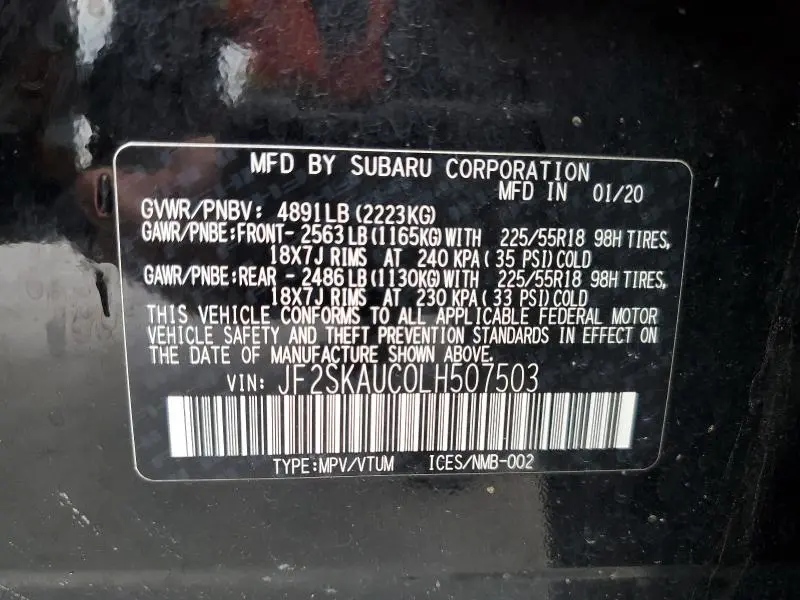 MFD BY SUBARU CORPORATION
MFD IN 01/20
GVWR/PNBV: 4891LB (2223KG)
GAWR/PNBE:FRONT- 2563LB (1165KG) WITH 225/55R18 98H TIRES,
18X7J RIMS AT 240 KPA (35 PSI) COLD
GAWR/PNBE:REAR - 2486LB (1130KG) WITH 225/55R18 98H TIRES,
18X7J RIMS AT 230 KPA (33 PSI) COLD
THIS VEHICLE CONFORMS TO ALL APPLICABLE FEDERAL MOTOR
VEHICLE SAFETY AND THEFT PREVENTION STANDARDS IN EFFECT ON
THE DATE OF MANUFACTURE SHOWN ABOVE.
VIN: JF2SKAUC0LH507503
TYPE:MPV/VTUM ICES/NMB-002